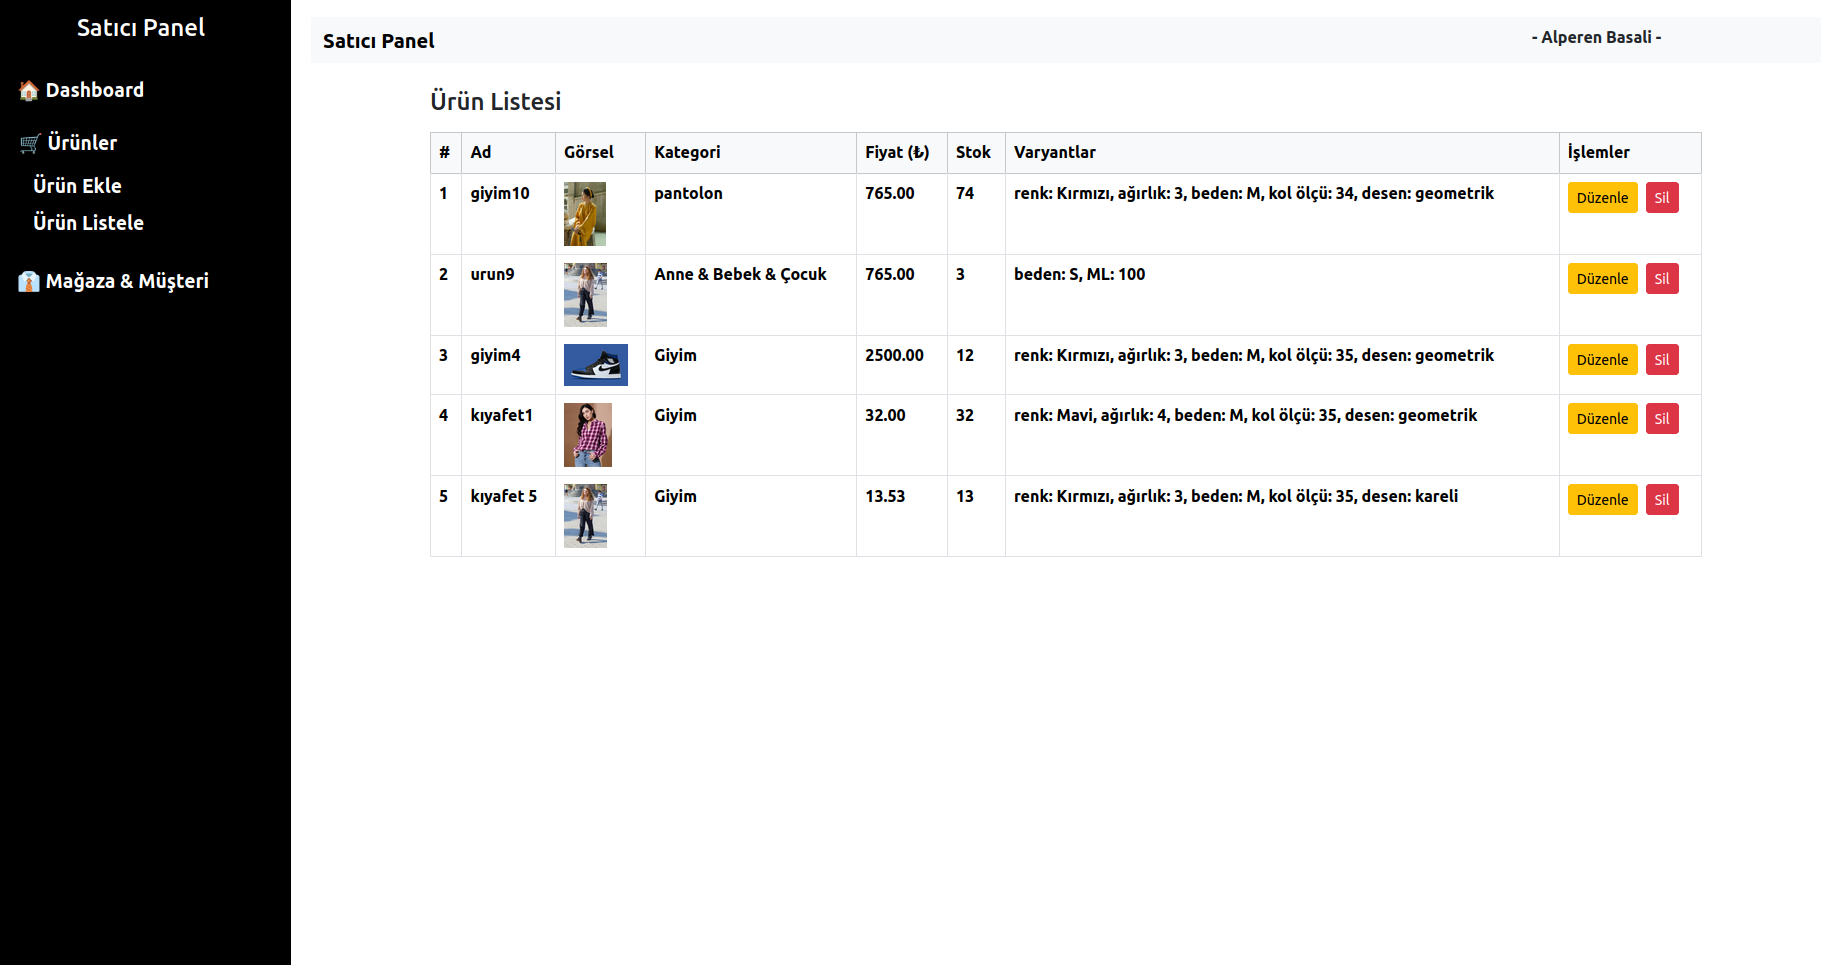 Satıcı Panel
🏠 Dashboard
🛒 Ürünler
Ürün Ekle
Ürün Listele
👔 Mağaza & Müşteri
Satıcı Panel
- Alperen Basali -
Ürün Listesi
# Ad Görsel Kategori Fiyat (₺) Stok Varyantlar İşlemler
1 giyim10 pantolon 765.00 74 renk: Kırmızı, ağırlık: 3, beden: M, kol ölçü: 34, desen: geometrik Düzenle Sil
2 urun9 Anne & Bebek & Çocuk 765.00 3 beden: S, ML: 100 Düzenle Sil
3 giyim4 Giyim 2500.00 12 renk: Kırmızı, ağırlık: 3, beden: M, kol ölçü: 35, desen: geometrik Düzenle Sil
4 kıyafet1 Giyim 32.00 32 renk: Mavi, ağırlık: 4, beden: M, kol ölçü: 35, desen: geometrik Düzenle Sil
5 kıyafet 5 Giyim 13.53 13 renk: Kırmızı, ağırlık: 3, beden: M, kol ölçü: 35, desen: kareli Düzenle Sil